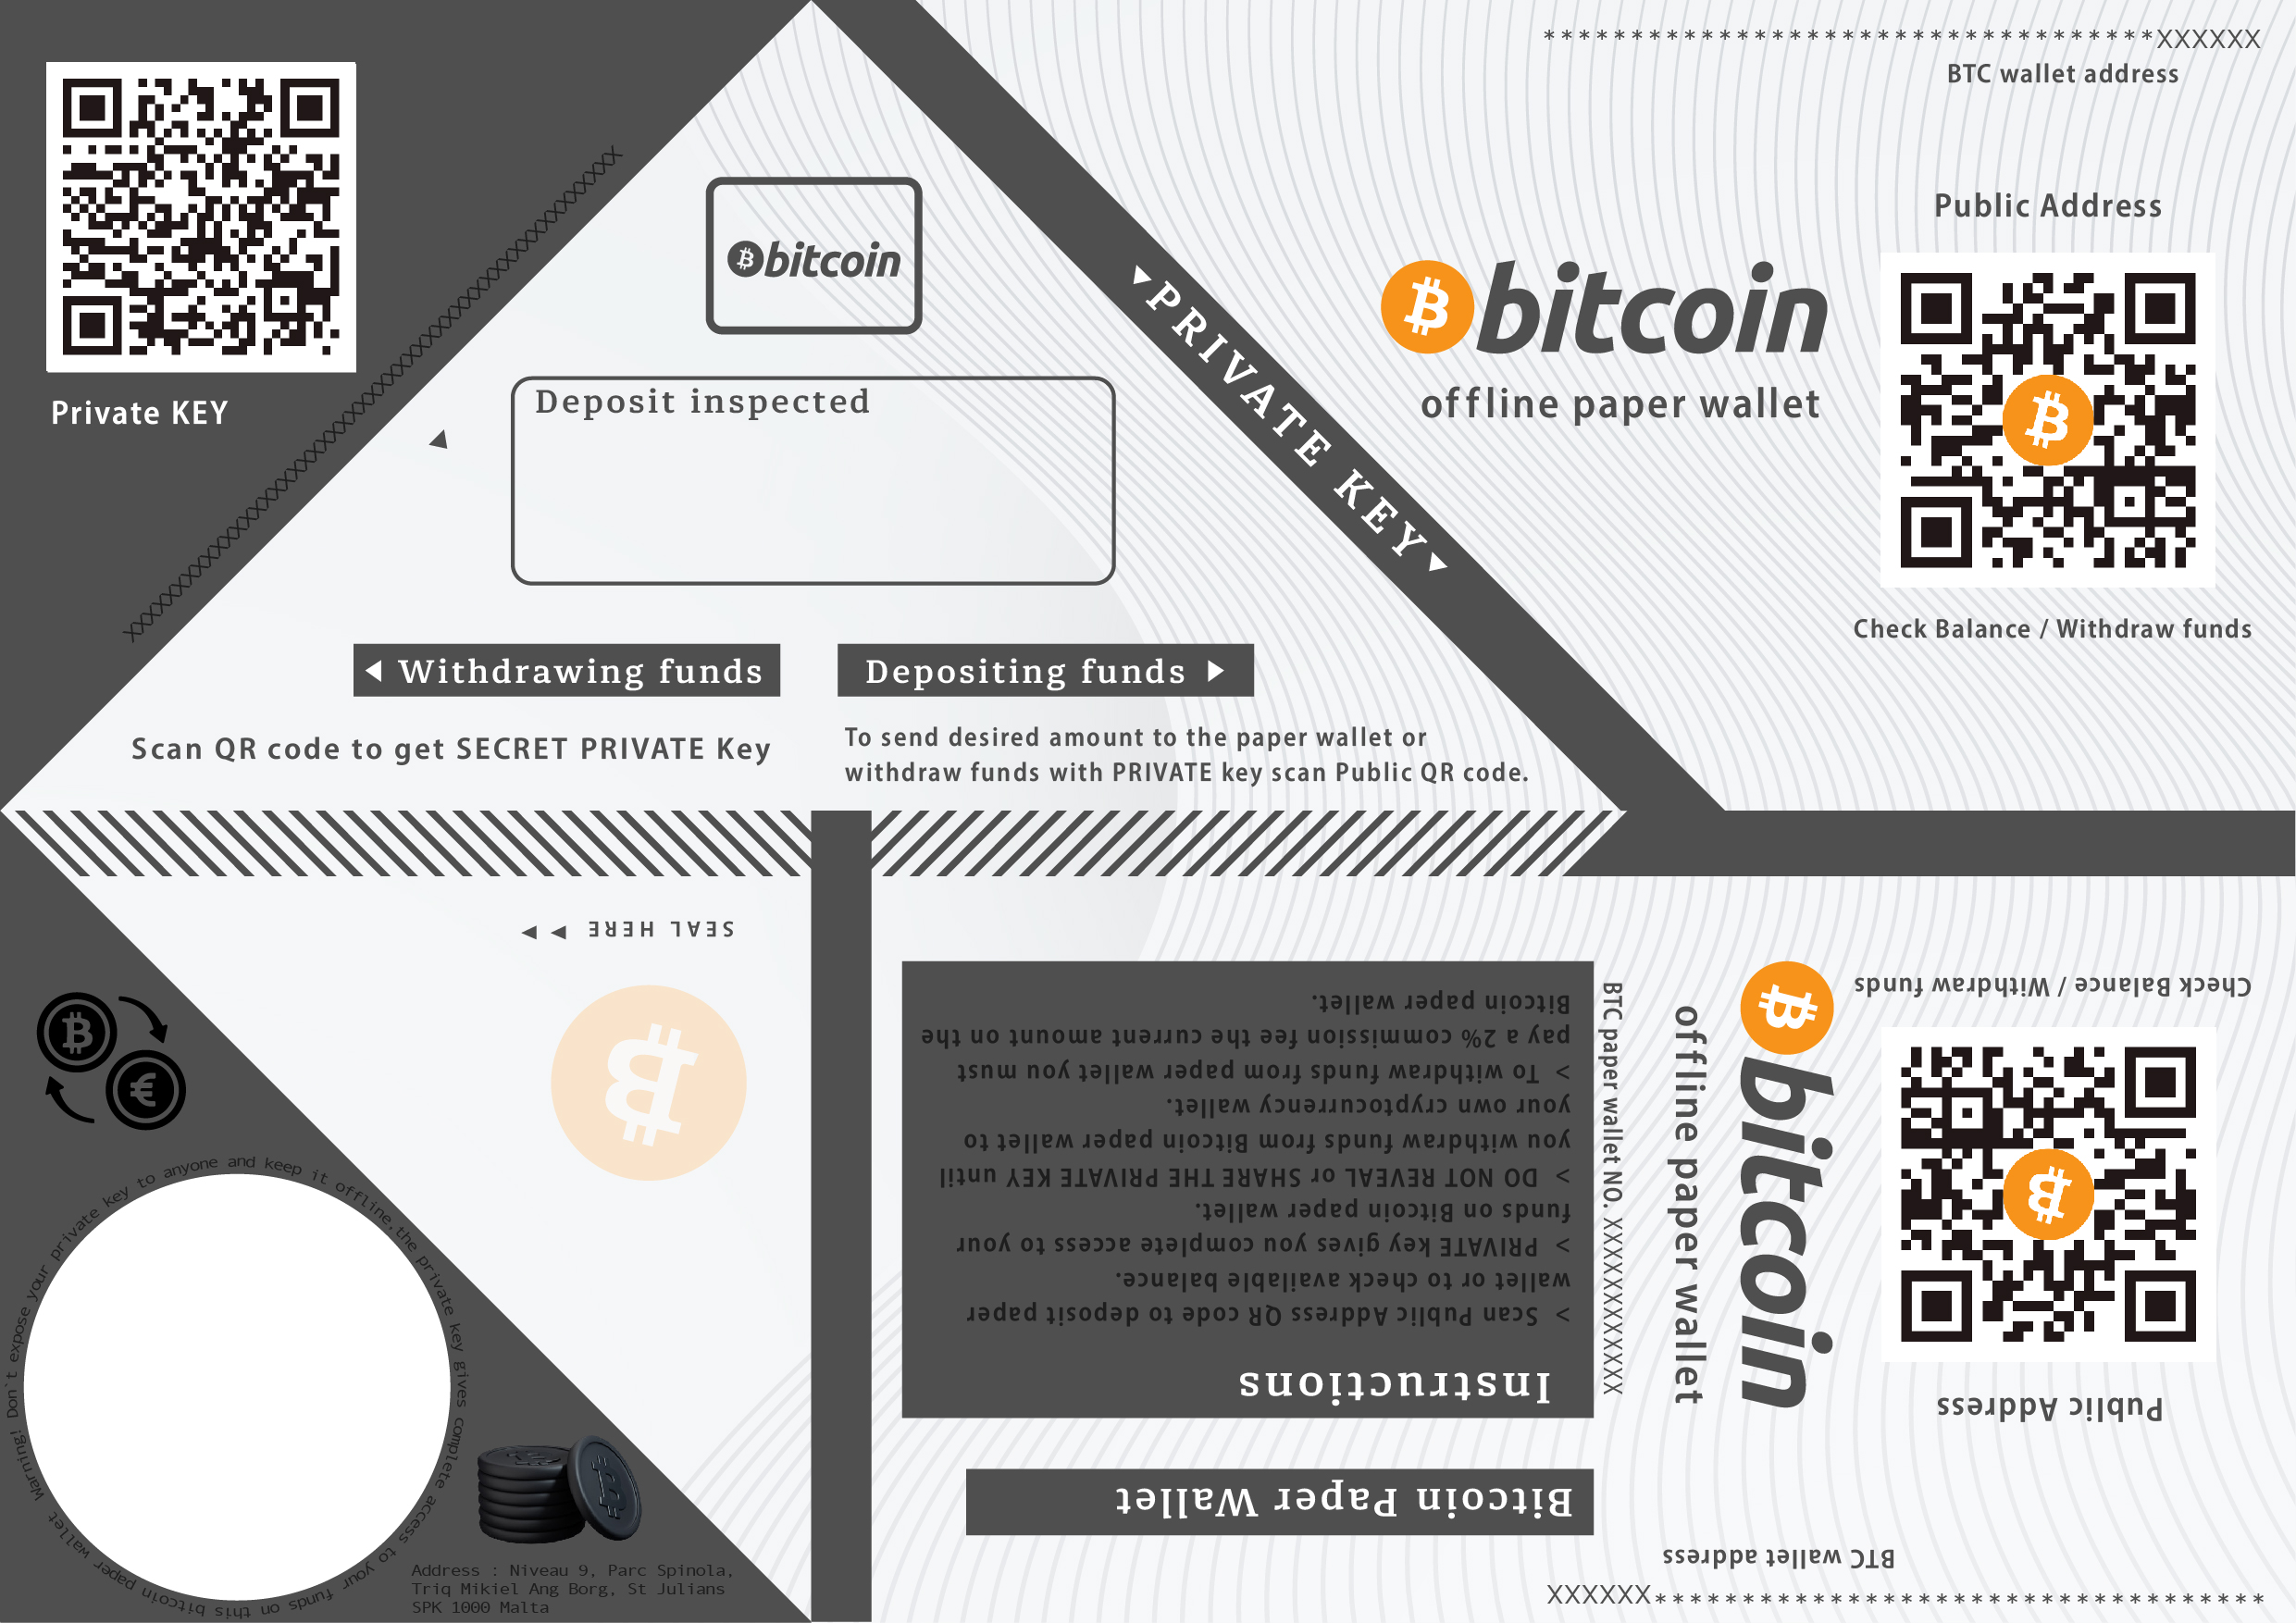 *************************************XXXXXX
BTC wallet address
Public Address
bitcoin
offline paper wallet
Check Balance / Withdraw funds
PRIVATE KEY
Private KEY
bitcoin
Deposit inspected
Withdrawing funds
Depositing funds
Scan QR code to get SECRET PRIVATE Key
To send desired amount to the paper wallet or
withdraw funds with PRIVATE key scan Public QR code.
SEAL HERE
Warning! Don't expose your private key to anyone and keep it offline,the private key gives complete access to your funds on this bitcoin paper wallet
Address : Niveau 9, Parc Spinola,
Triq Mikiel Ang Borg, St Julians
SPK 1000 Malta
Bitcoin Paper Wallet
Instructions
> Scan Public Address QR code to deposit paper
wallet or to check available balance.
> PRIVATE key gives you complete access to your
funds on Bitcoin paper wallet.
> DO NOT REVEAL or SHARE THE PRIVATE KEY until
you withdraw funds from Bitcoin paper wallet to
your own cryptocurrency wallet.
> To withdraw funds from paper wallet you must
pay a 2% commission fee the current amount on the
Bitcoin paper wallet.
BTC paper wallet NO. XXXXXXXXXXXXXX
offline paper wallet
bitcoin
Check Balance / Withdraw funds
Public Address
BTC wallet address
***********************************XXXXXX